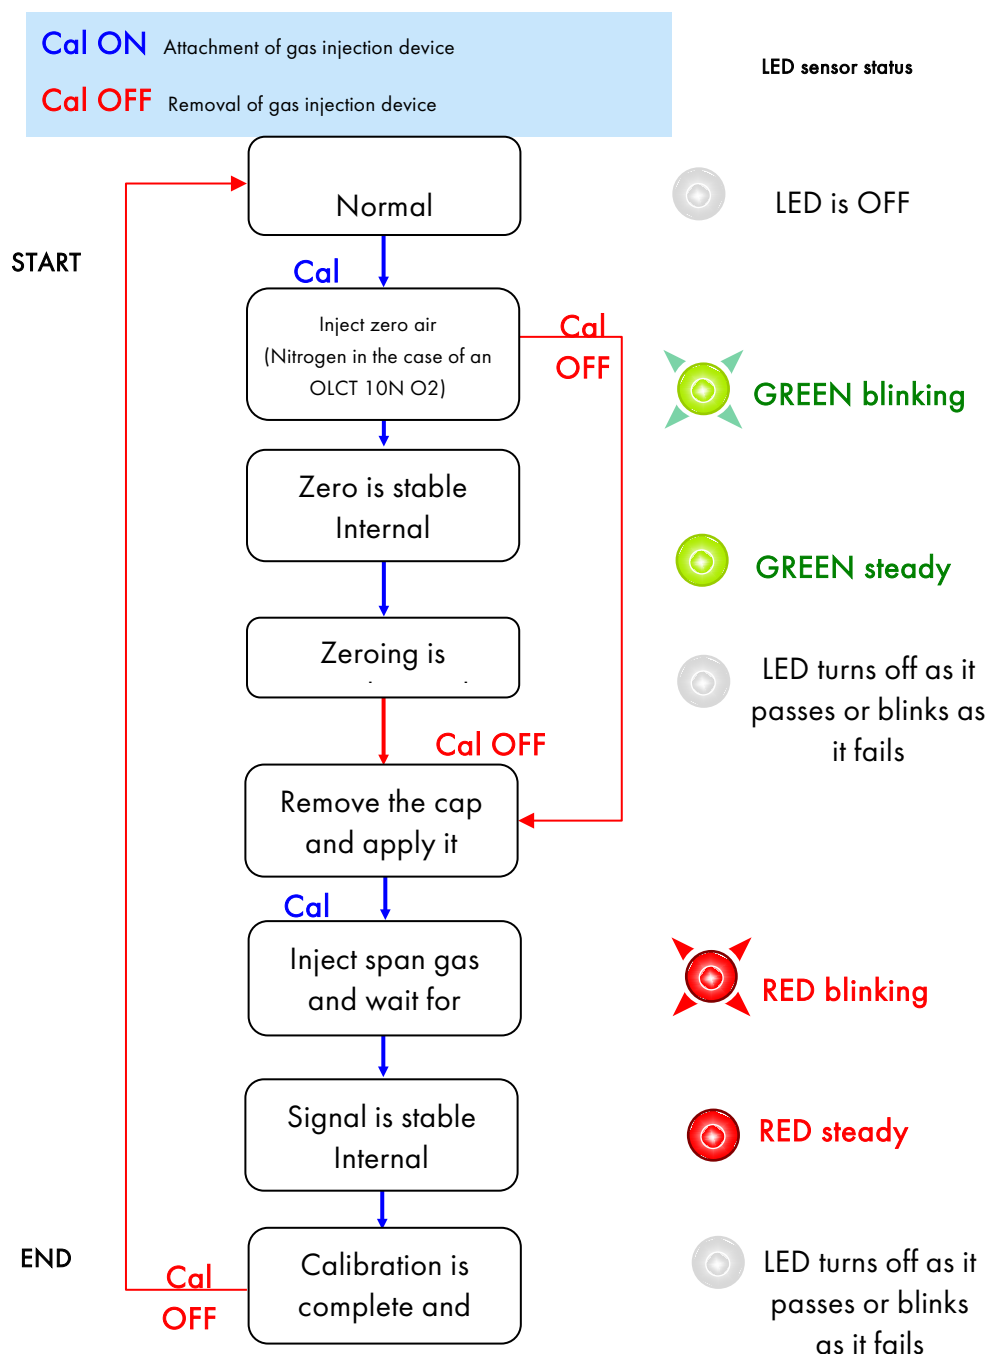 Cal ON Attachment of gas injection device
LED sensor status
Cal OFF Removal of gas injection device
Normal
LED is OFF
START
Cal
Inject zero air
(Nitrogen in the case of an
OLCT 10N O2)
Cal
OFF
GREEN blinking
Zero is stable
Internal
GREEN steady
Zeroing is
LED turns off as it
passes or blinks as
it fails
Cal OFF
Remove the cap
and apply it
Cal
Inject span gas
and wait for
RED blinking
Signal is stable
Internal
RED steady
END
Cal
OFF
Calibration is
complete and
LED turns off as it
passes or blinks
as it fails